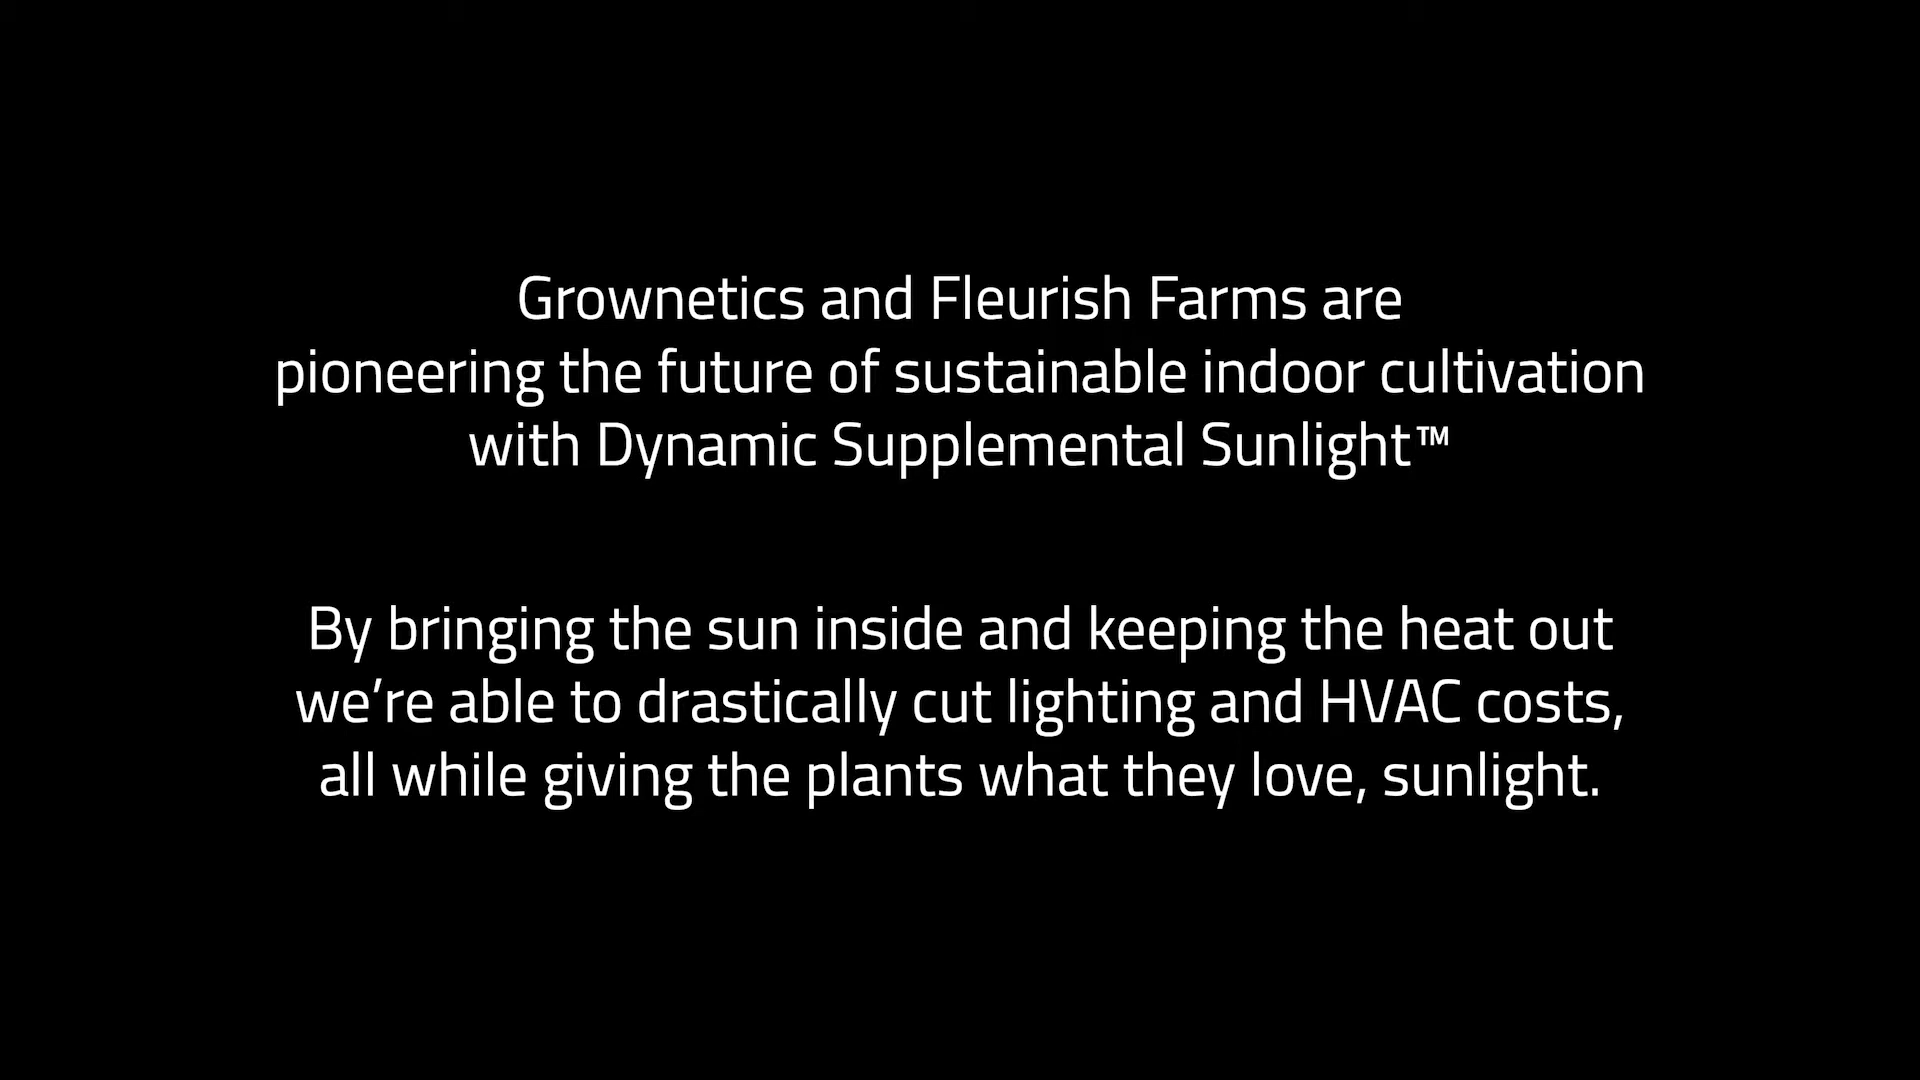 Grownetics and Fleurish Farms are
pioneering the future of sustainable indoor cultivation
with Dynamic Supplemental Sunlight™
By bringing the sun inside and keeping the heat out
we’re able to drastically cut lighting and HVAC costs,
all while giving the plants what they love, sunlight.